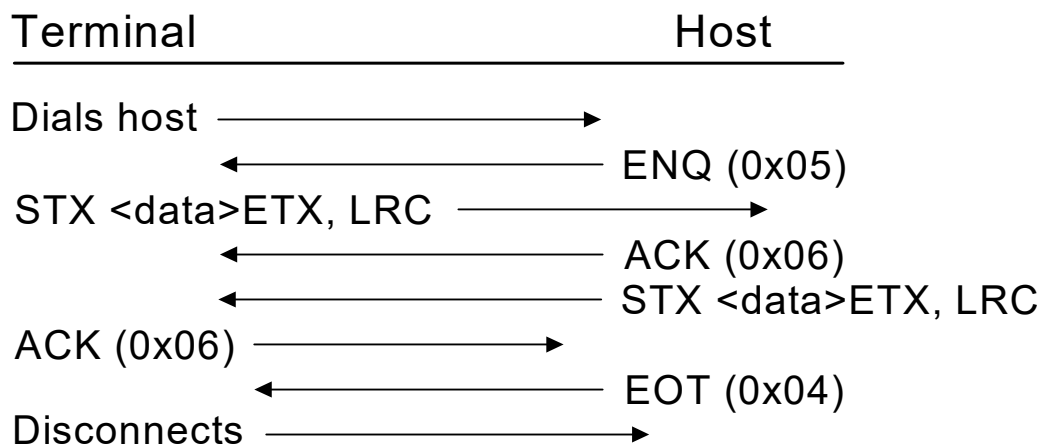 Terminal Host
Dials host
ENQ (0x05)
STX <data>ETX, LRC
ACK (0x06)
STX <data>ETX, LRC
ACK (0x06)
EOT (0x04)
Disconnects